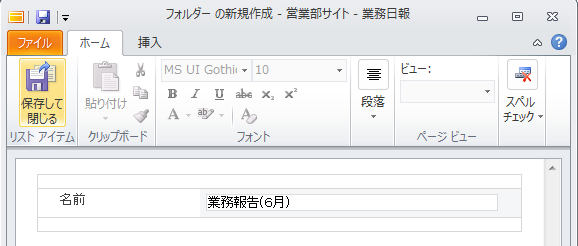 フォルダー の新規作成 - 営業部サイト - 業務日報
ファイル ホーム 挿入
保存して
閉じる
リスト アイテム
貼り付け
クリップボード
MS UI Gothic 10
B I U abc x₂ x²
A ab A
フォント
段落
ビュー:
ページ ビュー
スペル
チェック
名前 業務報告(6月)